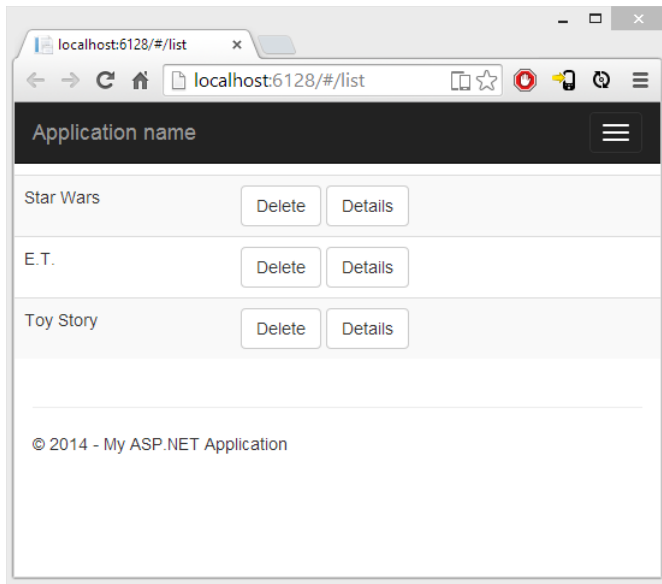 localhost:6128/#/list
localhost:6128/#/list
Application name
Star Wars Delete Details
E.T. Delete Details
Toy Story Delete Details
© 2014 - My ASP.NET Application